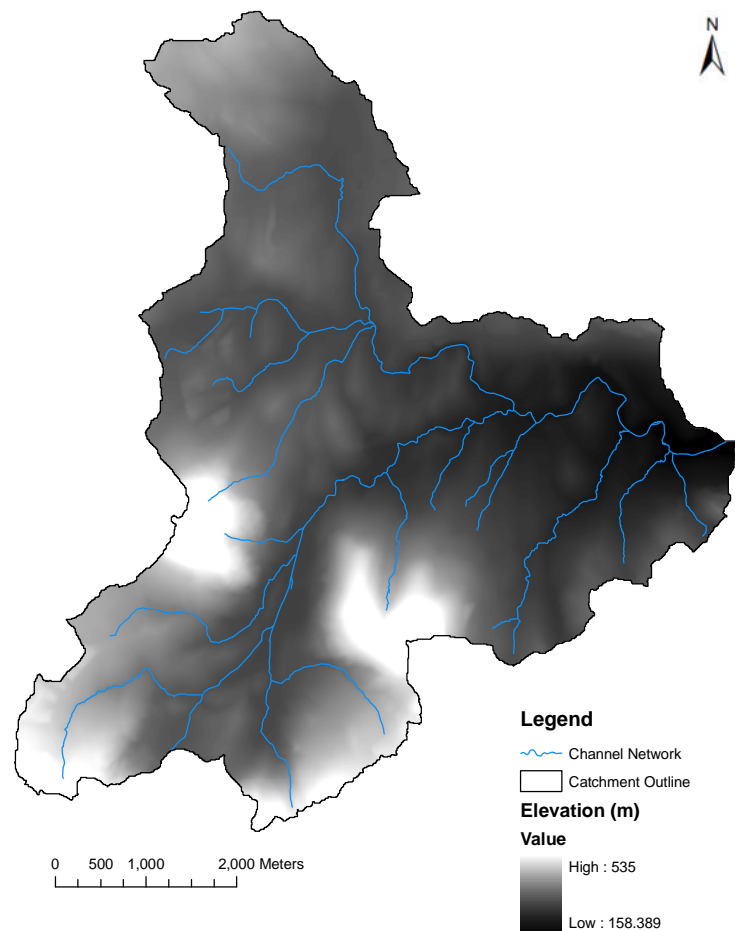 N
Legend
Channel Network
Catchment Outline
Elevation (m)
Value
High : 535
Low : 158.389
0 500 1,000 2,000 Meters